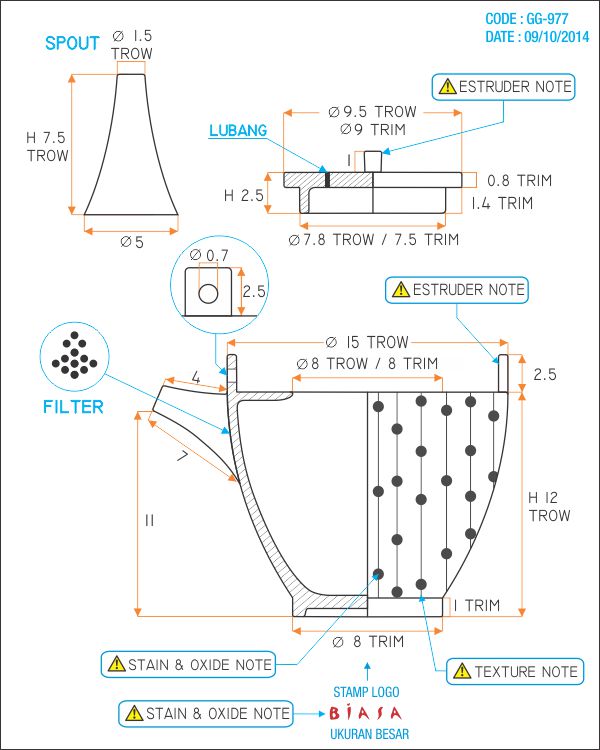 CODE : GG-977
DATE : 09/10/2014
SPOUT
Ø 1.5
TROW
H 7.5
TROW
Ø5
ESTRUDER NOTE
Ø9.5 TROW
Ø9 TRIM
LUBANG
1
H 2.5
0.8 TRIM
1.4 TRIM
Ø7.8 TROW / 7.5 TRIM
Ø0.7
2.5
ESTRUDER NOTE
Ø 15 TROW
Ø8 TROW / 8 TRIM
2.5
FILTER
4
7
11
H 12
TROW
1 TRIM
Ø 8 TRIM
STAIN & OXIDE NOTE
TEXTURE NOTE
STAMP LOGO
STAIN & OXIDE NOTE
BIASA
UKURAN BESAR